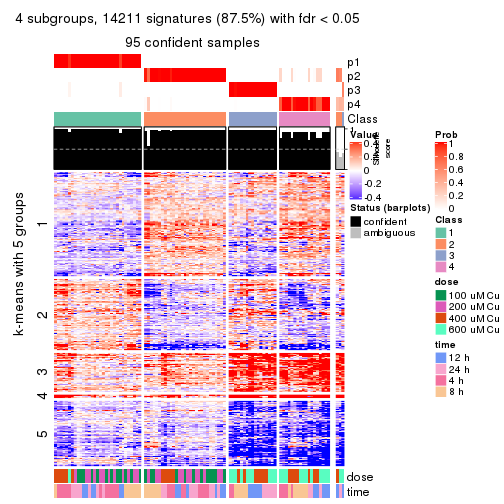 4 subgroups, 14211 signatures (87.5%) with fdr < 0.05
95 confident samples
p1
p2
p3
p4
Class
k-means with 5 groups
1
2
3
4
5
dose
time
Value
0.4
0
-0.2
-0.4
Silhouette
score
Status (barplots)
confident
ambiguous
Prob
1
0.8
0.6
0.4
0.2
0
Class
1
2
3
4
dose
100 uM Cu
200 uM Cu
400 uM Cu
600 uM Cu
time
12 h
24 h
4 h
8 h